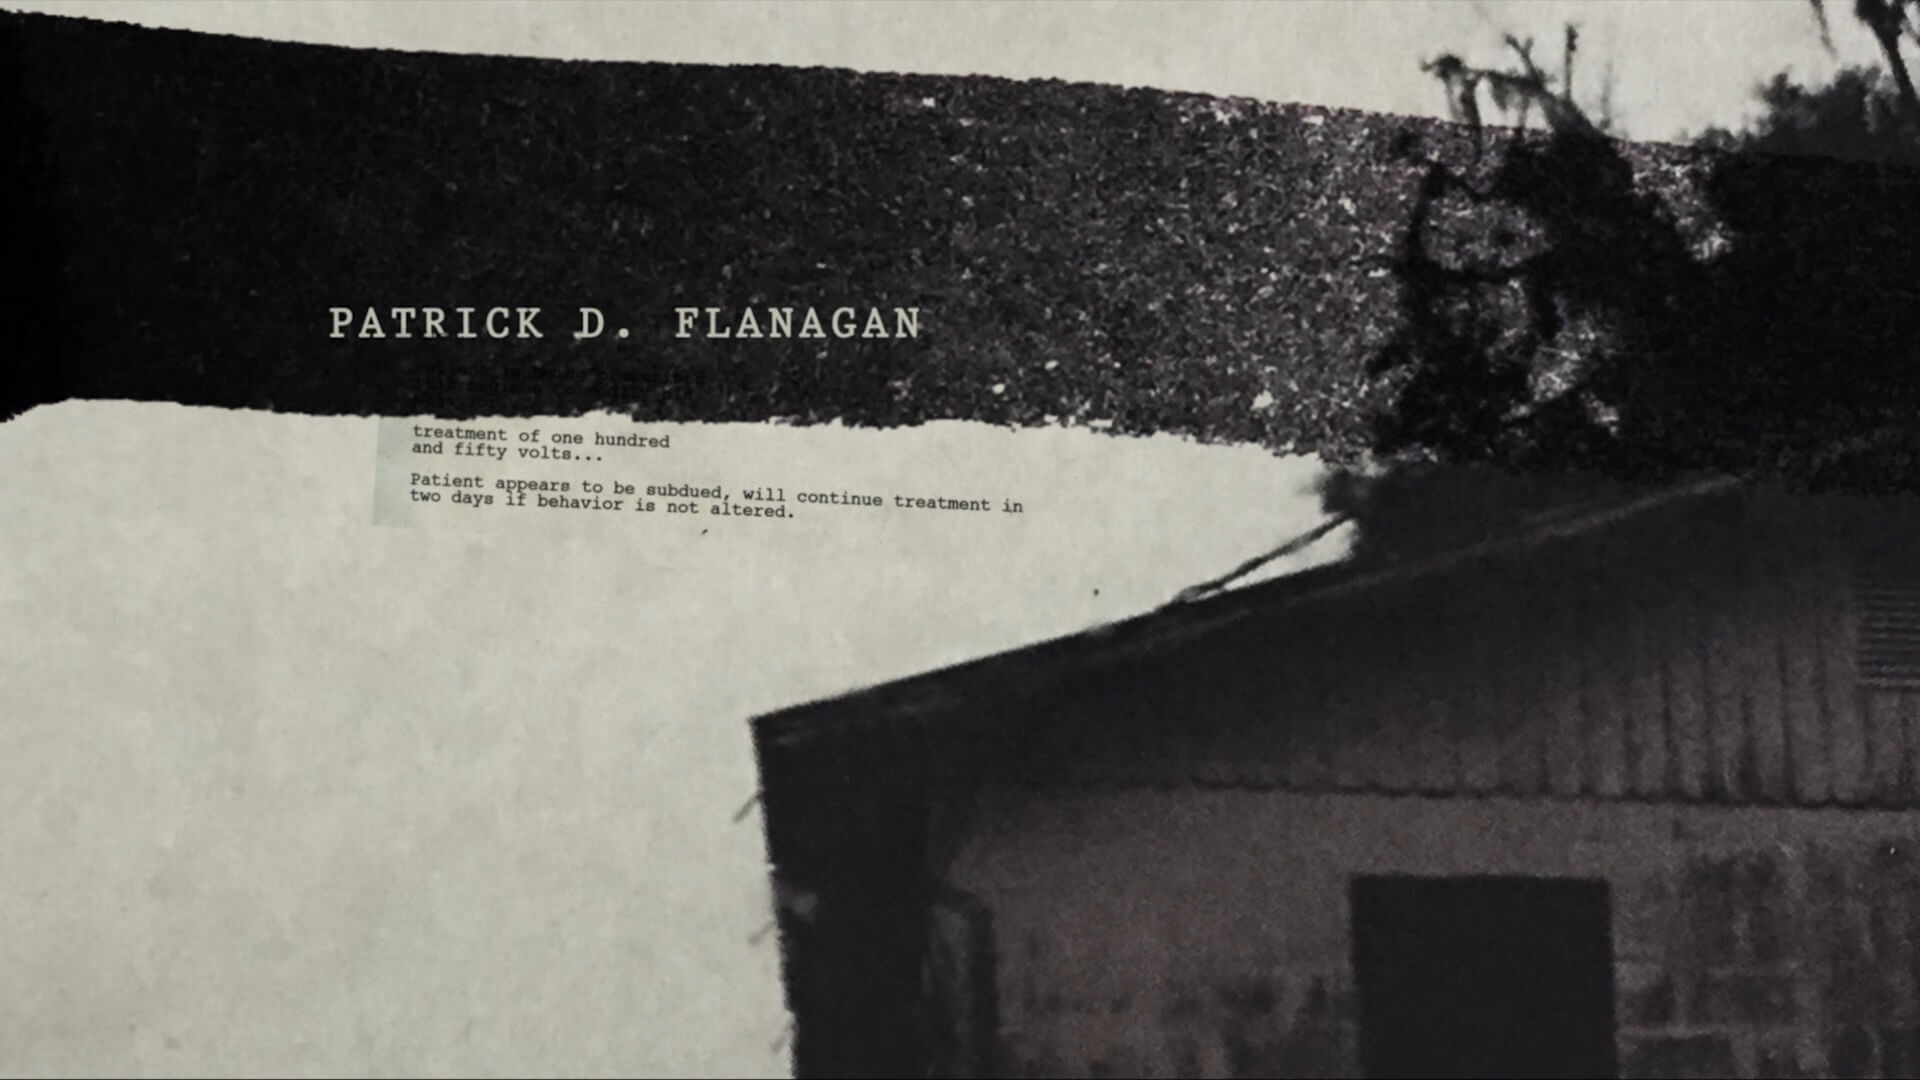 PATRICK D. FLANAGAN
treatment of one hundred
and fifty volts...
Patient appears to be subdued, will continue treatment in
two days if behavior is not altered.